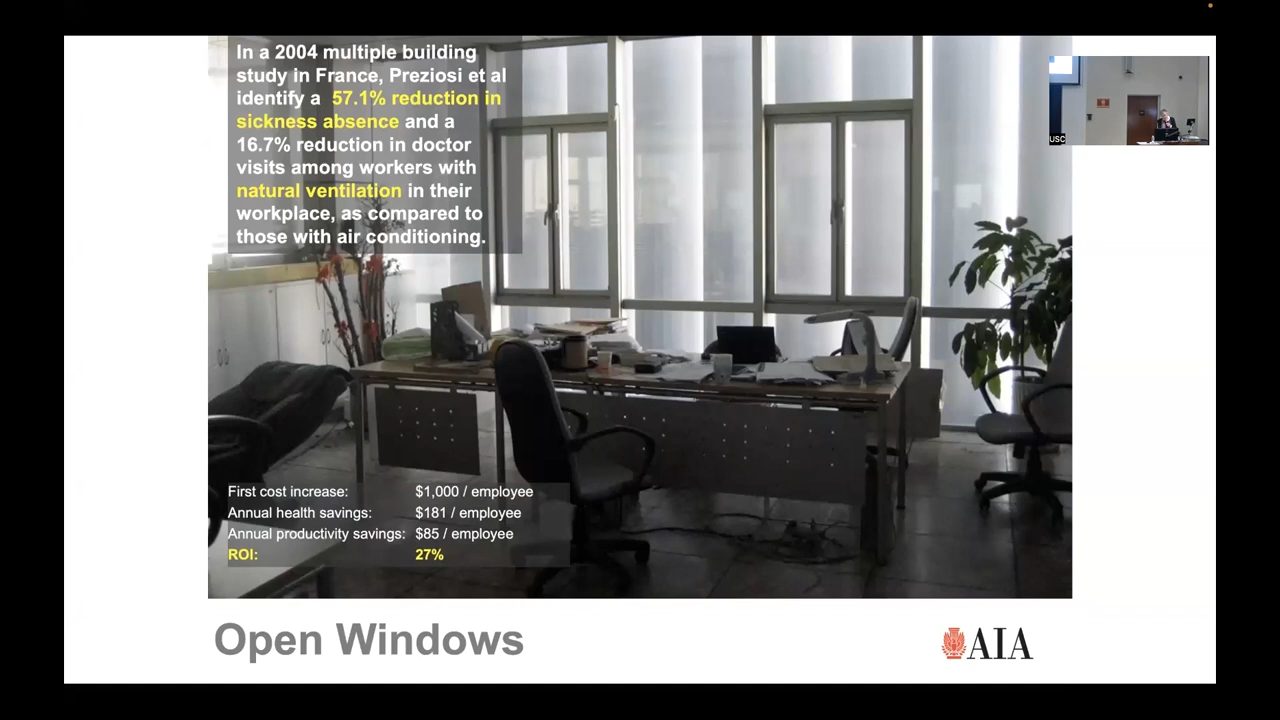 In a 2004 multiple building
study in France, Preziosi et al
identify a 57.1% reduction in
sickness absence and a
16.7% reduction in doctor
visits among workers with
natural ventilation in their
workplace, as compared to
those with air conditioning.
USC
First cost increase: $1,000 / employee
Annual health savings: $181 / employee
Annual productivity savings: $85 / employee
ROI: 27%
Open Windows
AIA